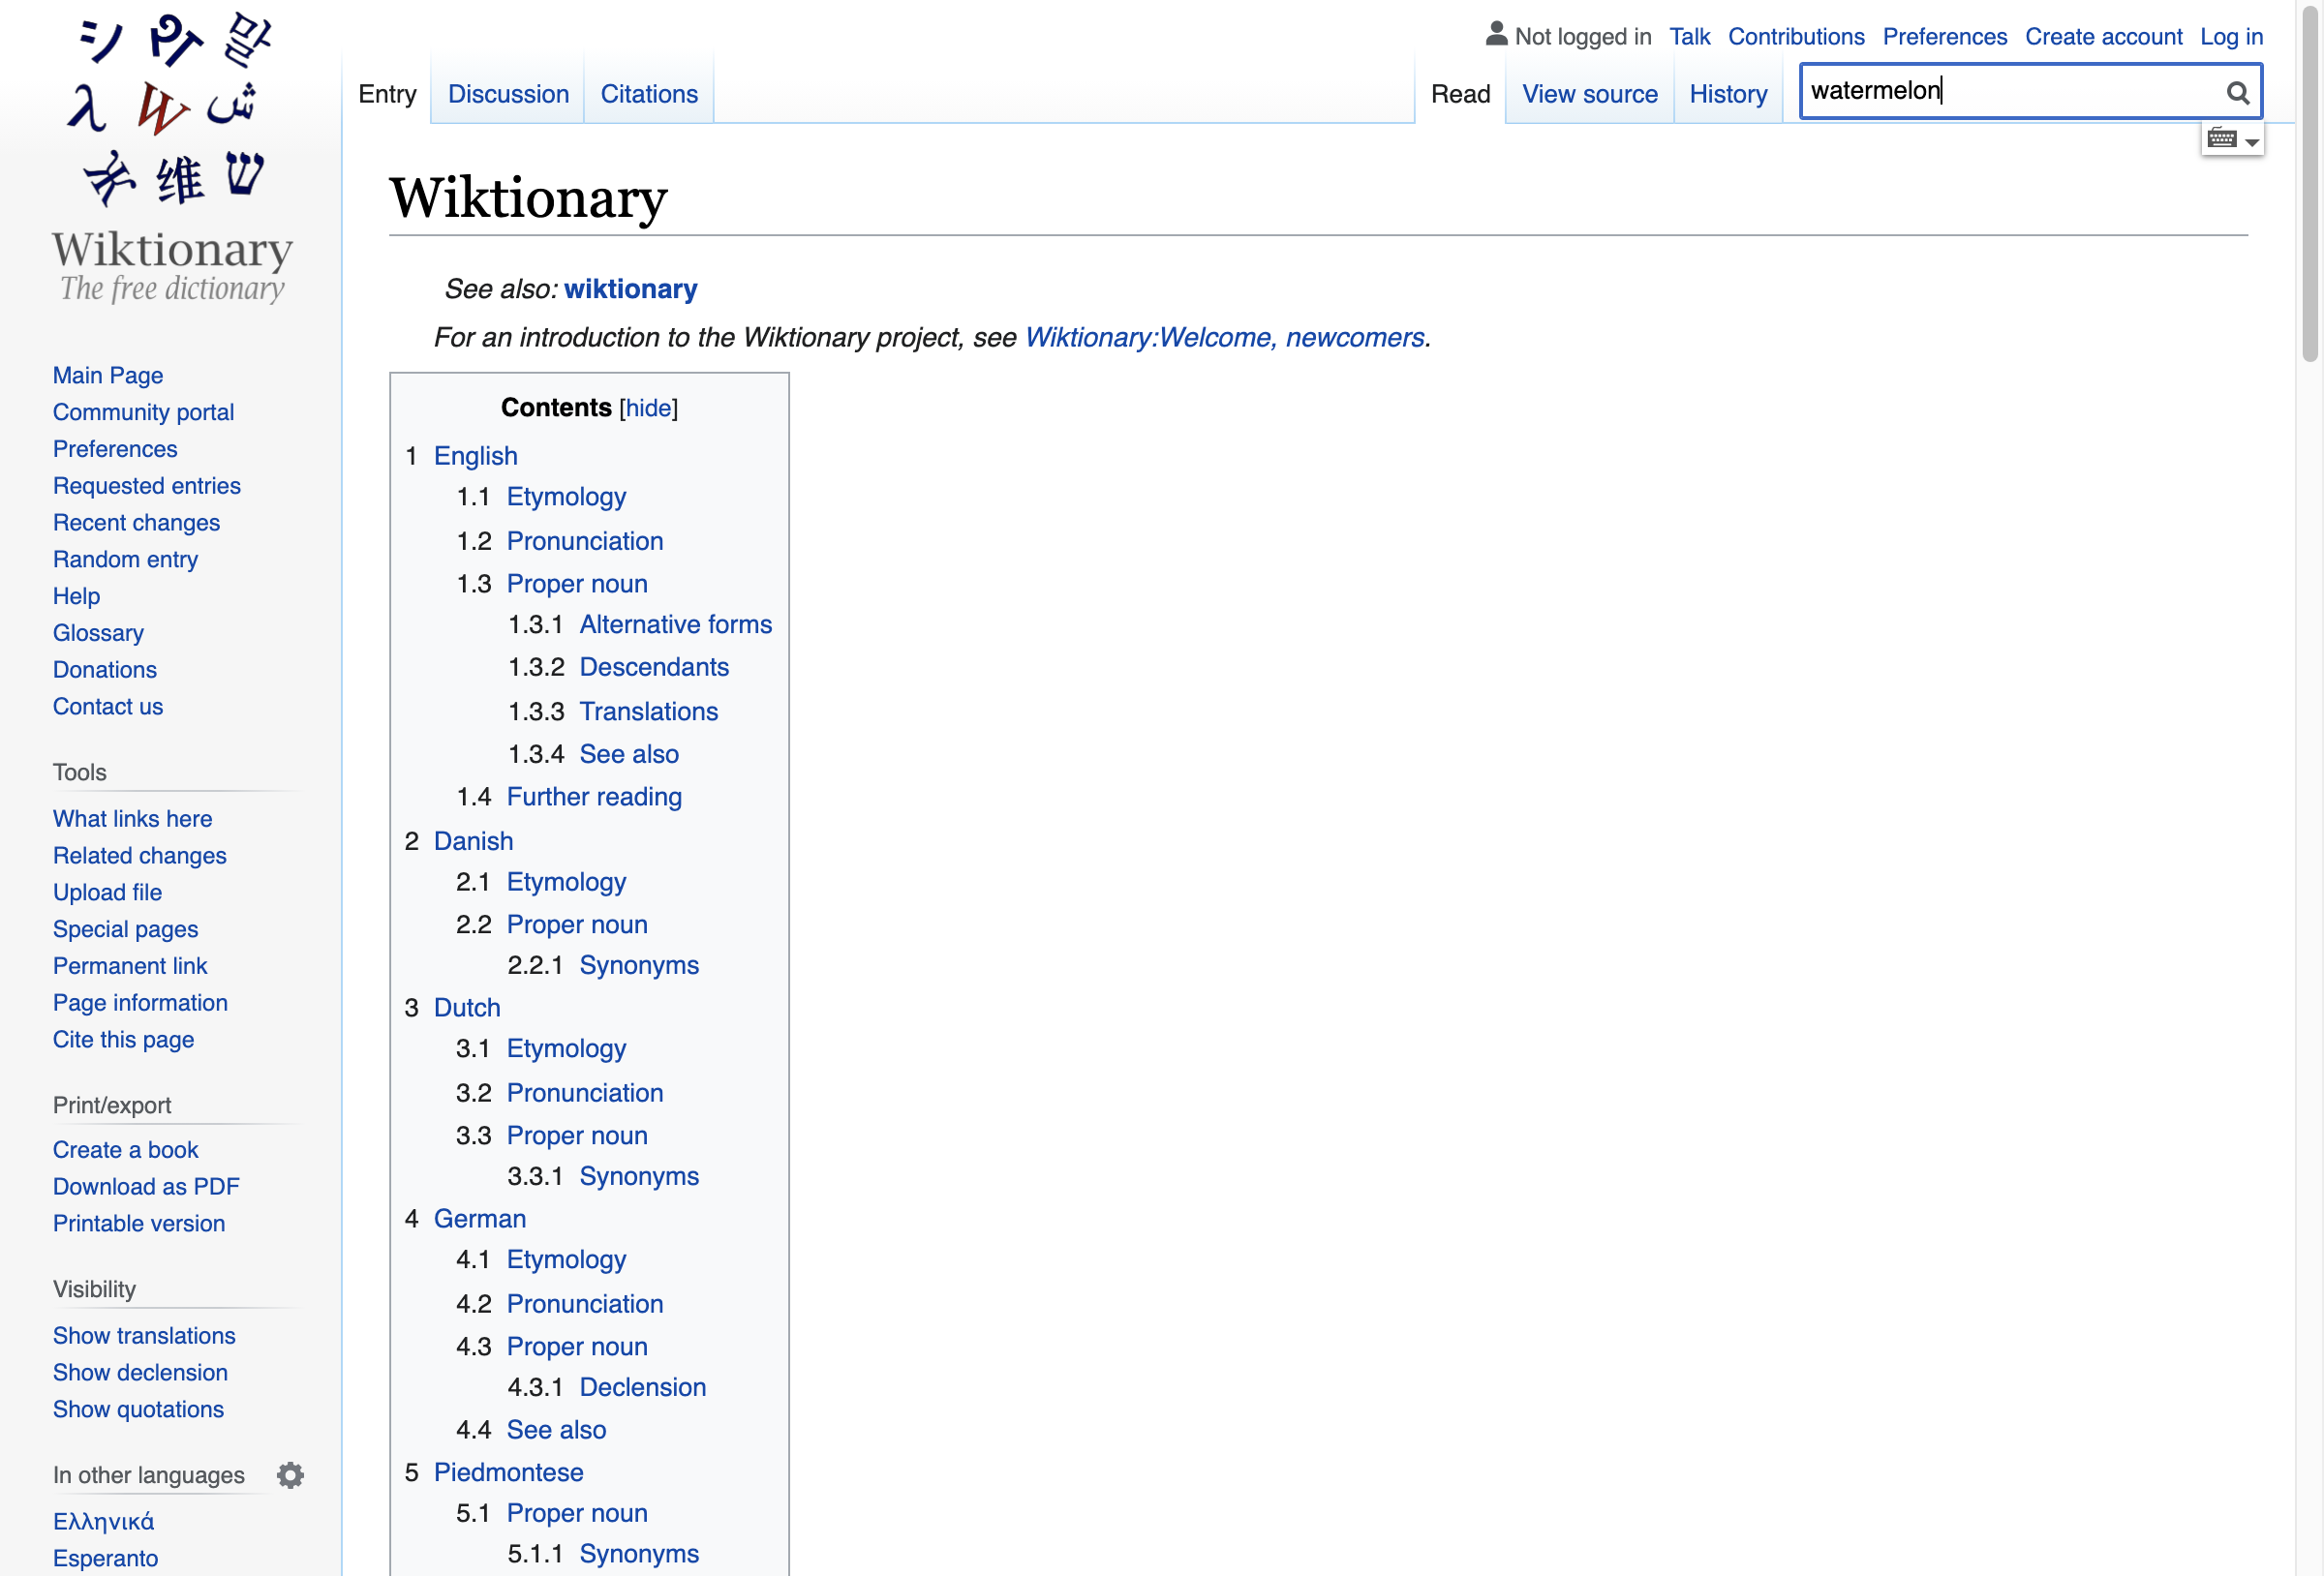 シ や 말
λ W ش
维 ש
Wiktionary
The free dictionary
Not logged in Talk Contributions Preferences Create account Log in
Entry Discussion Citations Read View source History watermelon
Wiktionary
See also: wiktionary
For an introduction to the Wiktionary project, see Wiktionary:Welcome, newcomers.
Main Page
Community portal
Preferences
Requested entries
Recent changes
Random entry
Help
Glossary
Donations
Contact us
Tools
What links here
Related changes
Upload file
Special pages
Permanent link
Page information
Cite this page
Print/export
Create a book
Download as PDF
Printable version
Visibility
Show translations
Show declension
Show quotations
In other languages
Ελληνικά
Esperanto
Contents [hide]
1 English
1.1 Etymology
1.2 Pronunciation
1.3 Proper noun
1.3.1 Alternative forms
1.3.2 Descendants
1.3.3 Translations
1.3.4 See also
1.4 Further reading
2 Danish
2.1 Etymology
2.2 Proper noun
2.2.1 Synonyms
3 Dutch
3.1 Etymology
3.2 Pronunciation
3.3 Proper noun
3.3.1 Synonyms
4 German
4.1 Etymology
4.2 Pronunciation
4.3 Proper noun
4.3.1 Declension
4.4 See also
5 Piedmontese
5.1 Proper noun
5.1.1 Synonyms